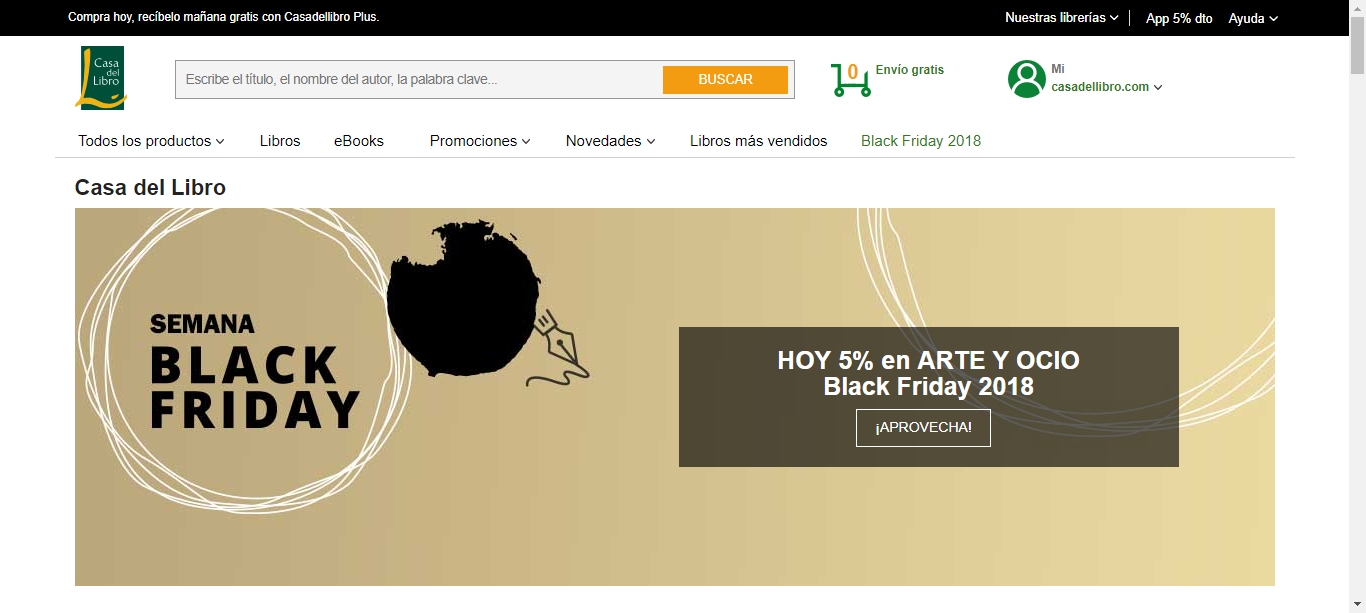 Compra hoy, recíbelo mañana gratis con Casadellibro Plus.
Nuestras librerías
App 5% dto
Ayuda
Casa
del
Libro
Escribe el título, el nombre del autor, la palabra clave...
BUSCAR
0
Envío gratis
Mi
casadellibro.com
Todos los productos
Libros
eBooks
Promociones
Novedades
Libros más vendidos
Black Friday 2018
Casa del Libro
SEMANA
BLACK
FRIDAY
HOY 5% en ARTE Y OCIO
Black Friday 2018
¡APROVECHA!